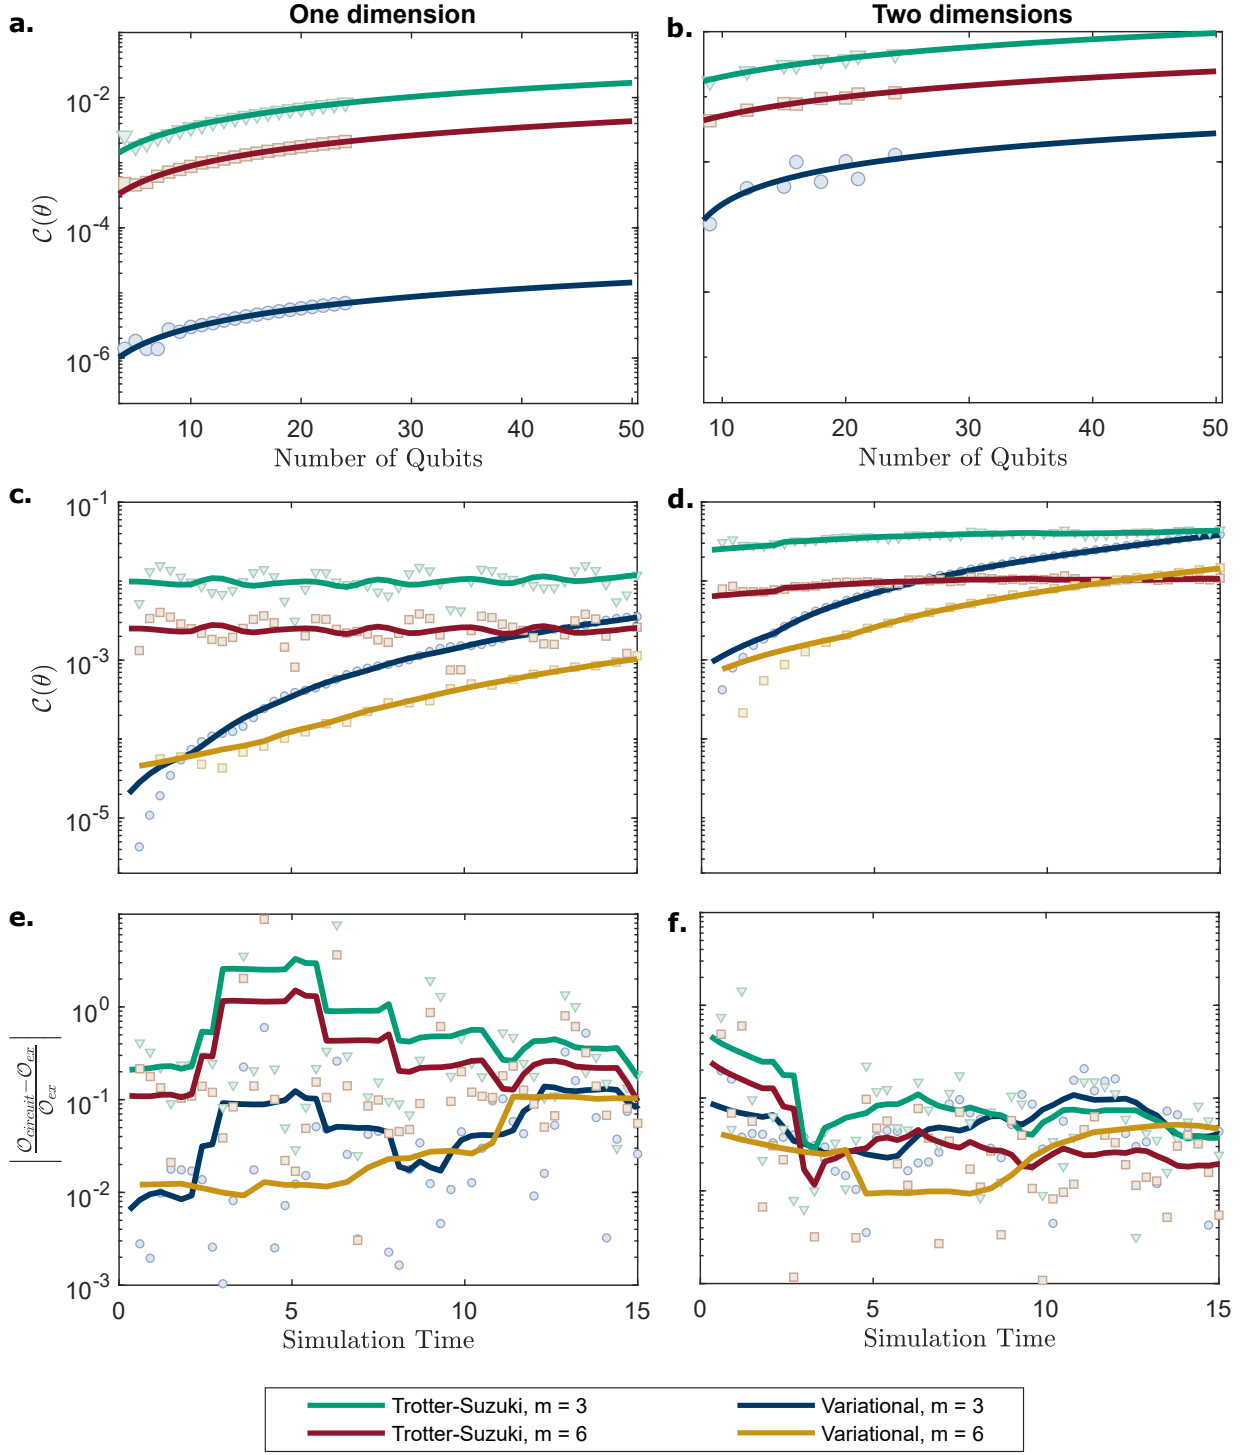 One dimension
Two dimensions
a.
10^-2
10^-4
10^-6
C(θ)
10 20 30 40 50
Number of Qubits
b.
10 20 30 40 50
Number of Qubits
c.
10^-1
10^-3
10^-5
C(θ)
d.
e.
10^0
10^-1
10^-2
10^-3
|O_circuit − O_ex / O_ex|
0 5 10 15
Simulation Time
f.
0 5 10 15
Simulation Time
Trotter-Suzuki, m = 3
Variational, m = 3
Trotter-Suzuki, m = 6
Variational, m = 6